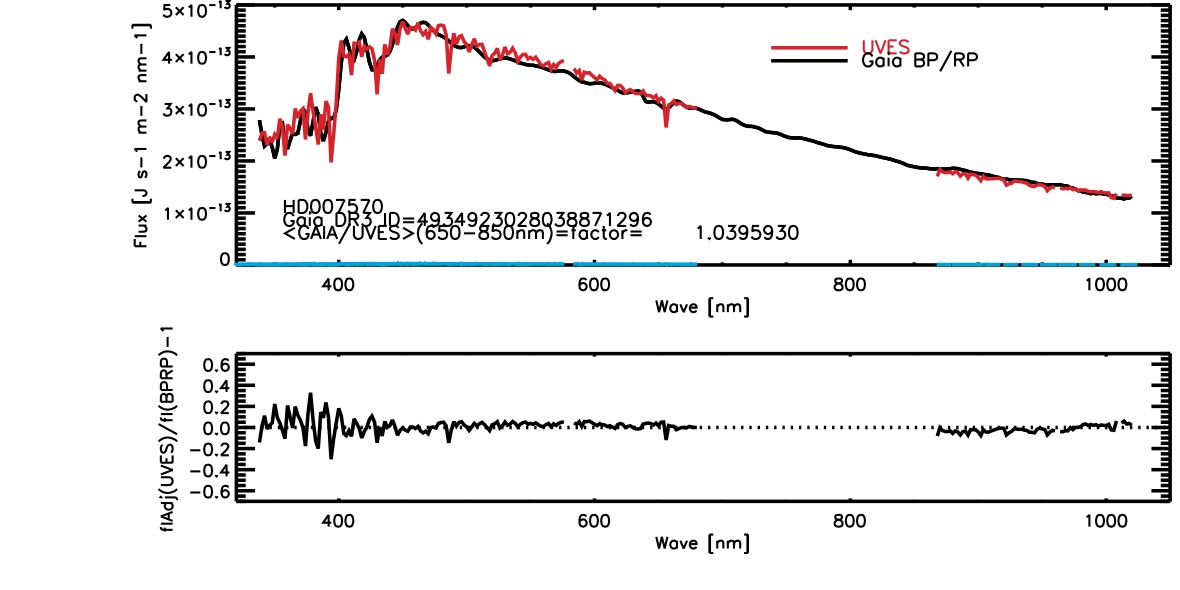 5×10−13
4×10−13
3×10−13
2×10−13
1×10−13
0
Flux [J s−1 m−2 nm−1]
UVES
Gaia BP/RP
HD007570
Gaia DR3 ID=4934923028038871296
<GAIA/UVES>(650−850nm)=factor= 1.0395930
400 600 800 1000
Wave [nm]
flAdj(UVES)/fl(BPRP)−1
0.6
0.4
0.2
0.0
−0.2
−0.4
−0.6
400 600 800 1000
Wave [nm]